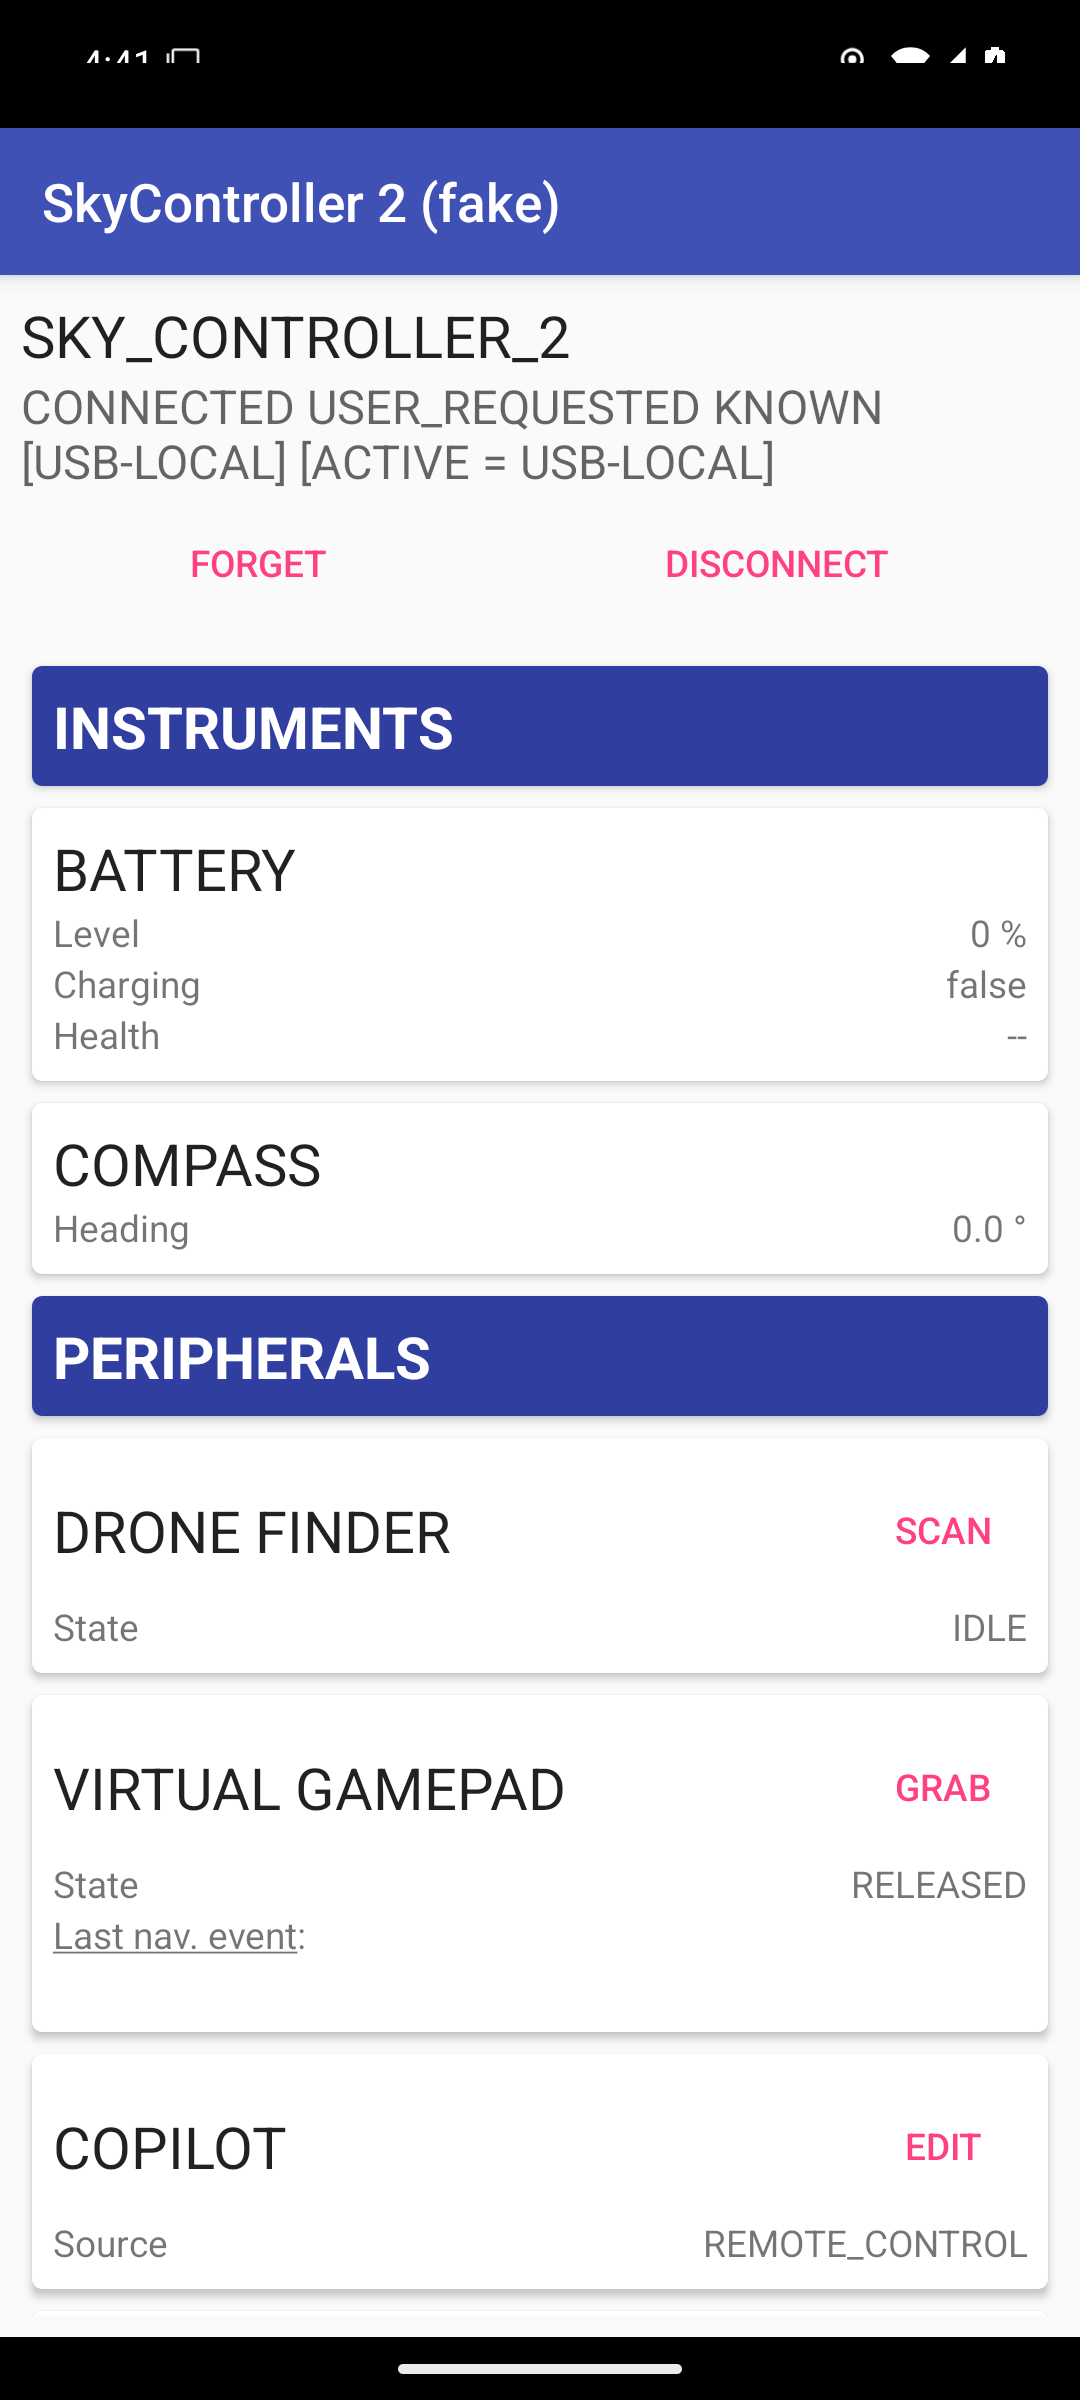 4:41
SkyController 2 (fake)
SKY_CONTROLLER_2
CONNECTED USER_REQUESTED KNOWN
[USB-LOCAL] [ACTIVE = USB-LOCAL]
FORGET DISCONNECT
INSTRUMENTS
BATTERY
Level 0 %
Charging false
Health --
COMPASS
Heading 0.0 °
PERIPHERALS
DRONE FINDER SCAN
State IDLE
VIRTUAL GAMEPAD GRAB
State RELEASED
Last nav. event:
COPILOT EDIT
Source REMOTE_CONTROL